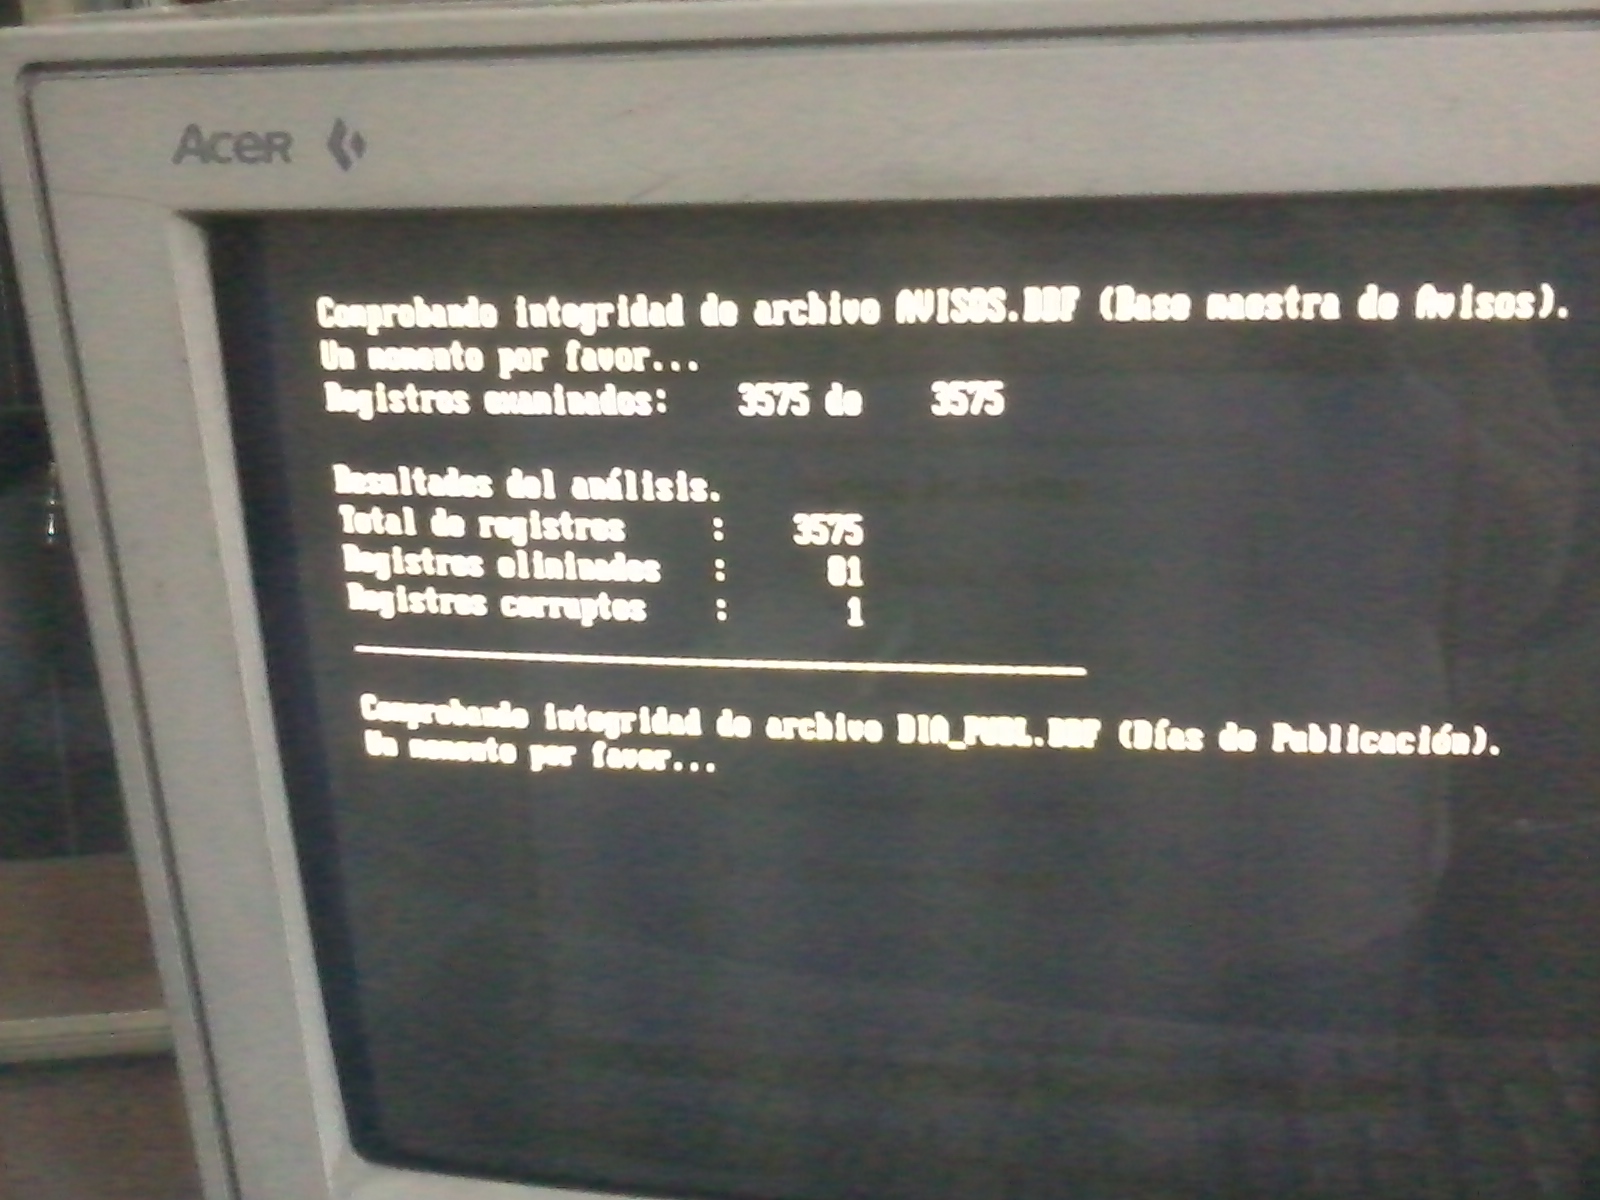 Acer
Comprobando integridad de archivo AVISOS.DBF (Base maestra de Avisos).
Un momento por favor...
Registros examinados: 3575 de 3575
Resultados del análisis.
Total de registros : 3575
Registros eliminados : 81
Registros corruptos : 1
Comprobando integridad de archivo DIA_PUBL.DBF (Días de Publicación).
Un momento por favor...